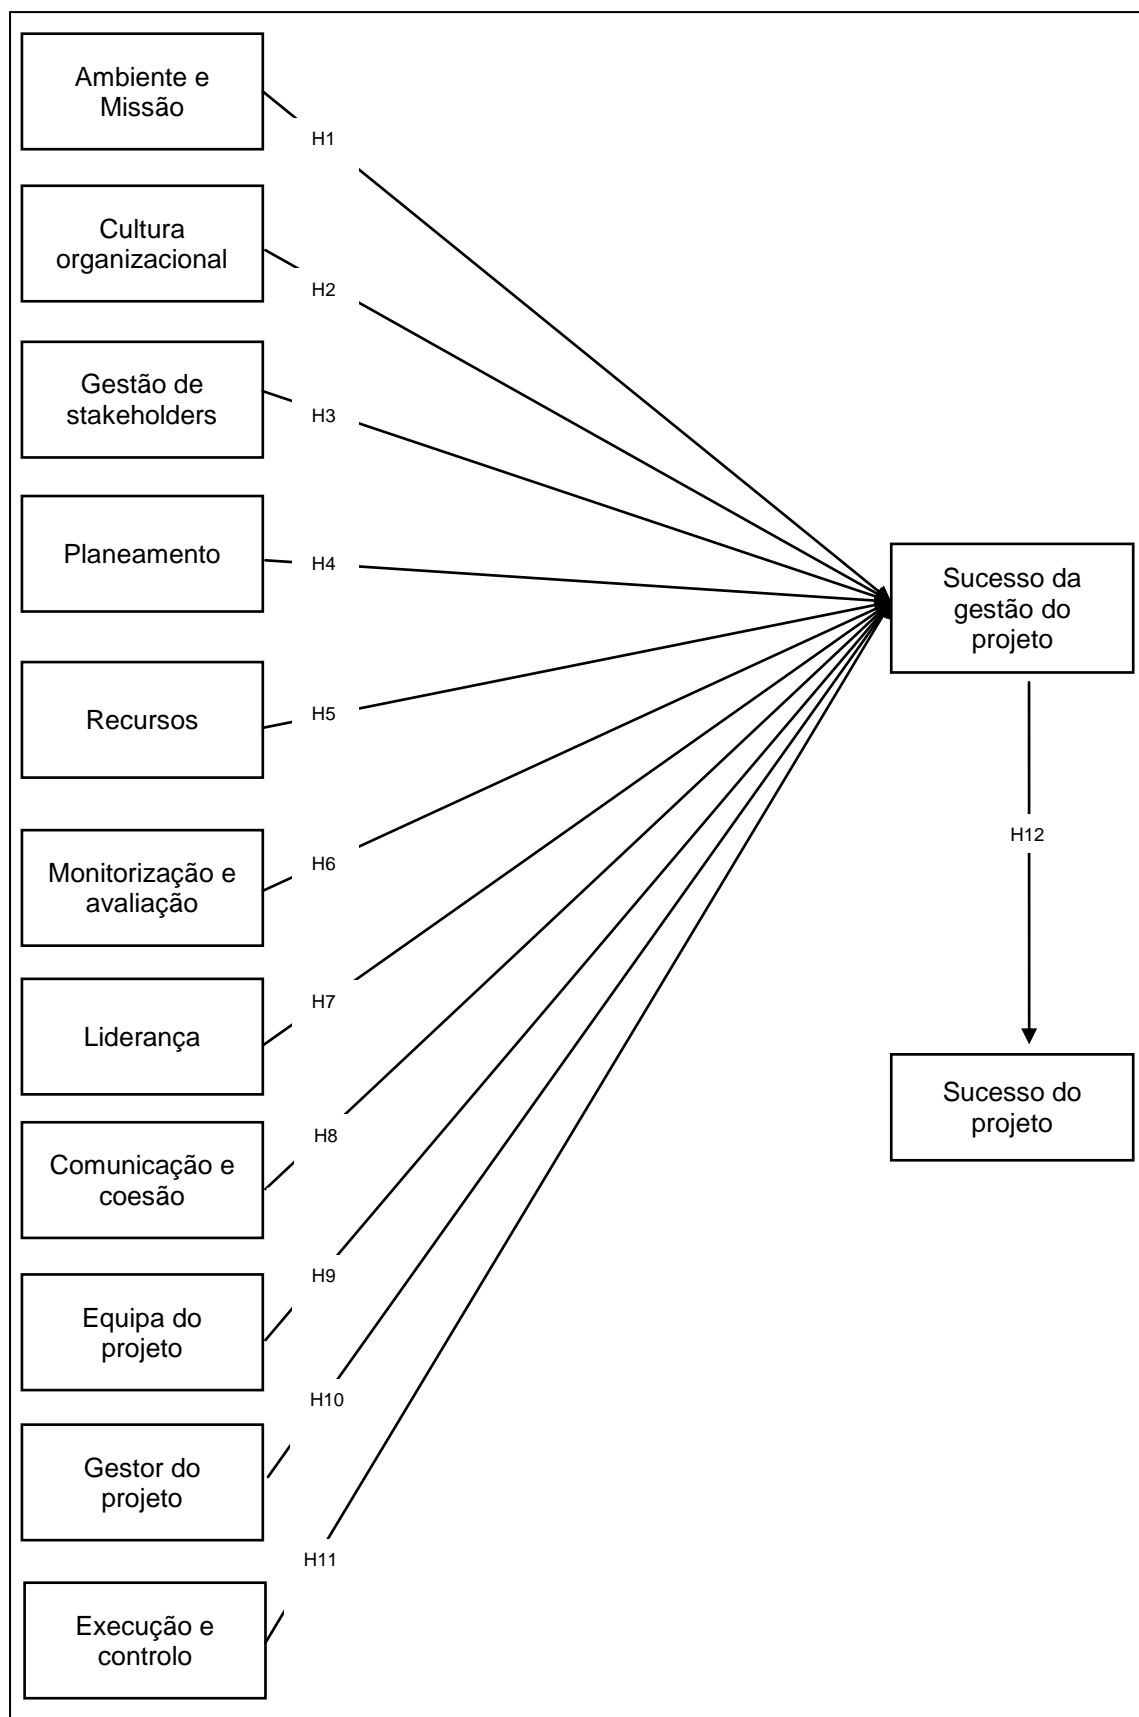 Ambiente e
Missão
H1
Cultura
organizacional
H2
Gestão de
stakeholders
H3
Planeamento
H4
Sucesso da
gestão do
projeto
Recursos
H5
Monitorização e
avaliação
H6
H12
Liderança
H7
Sucesso do
projeto
Comunicação e
coesão
H8
Equipa do
projeto
H9
Gestor do
projeto
H10
Execução e
controlo
H11